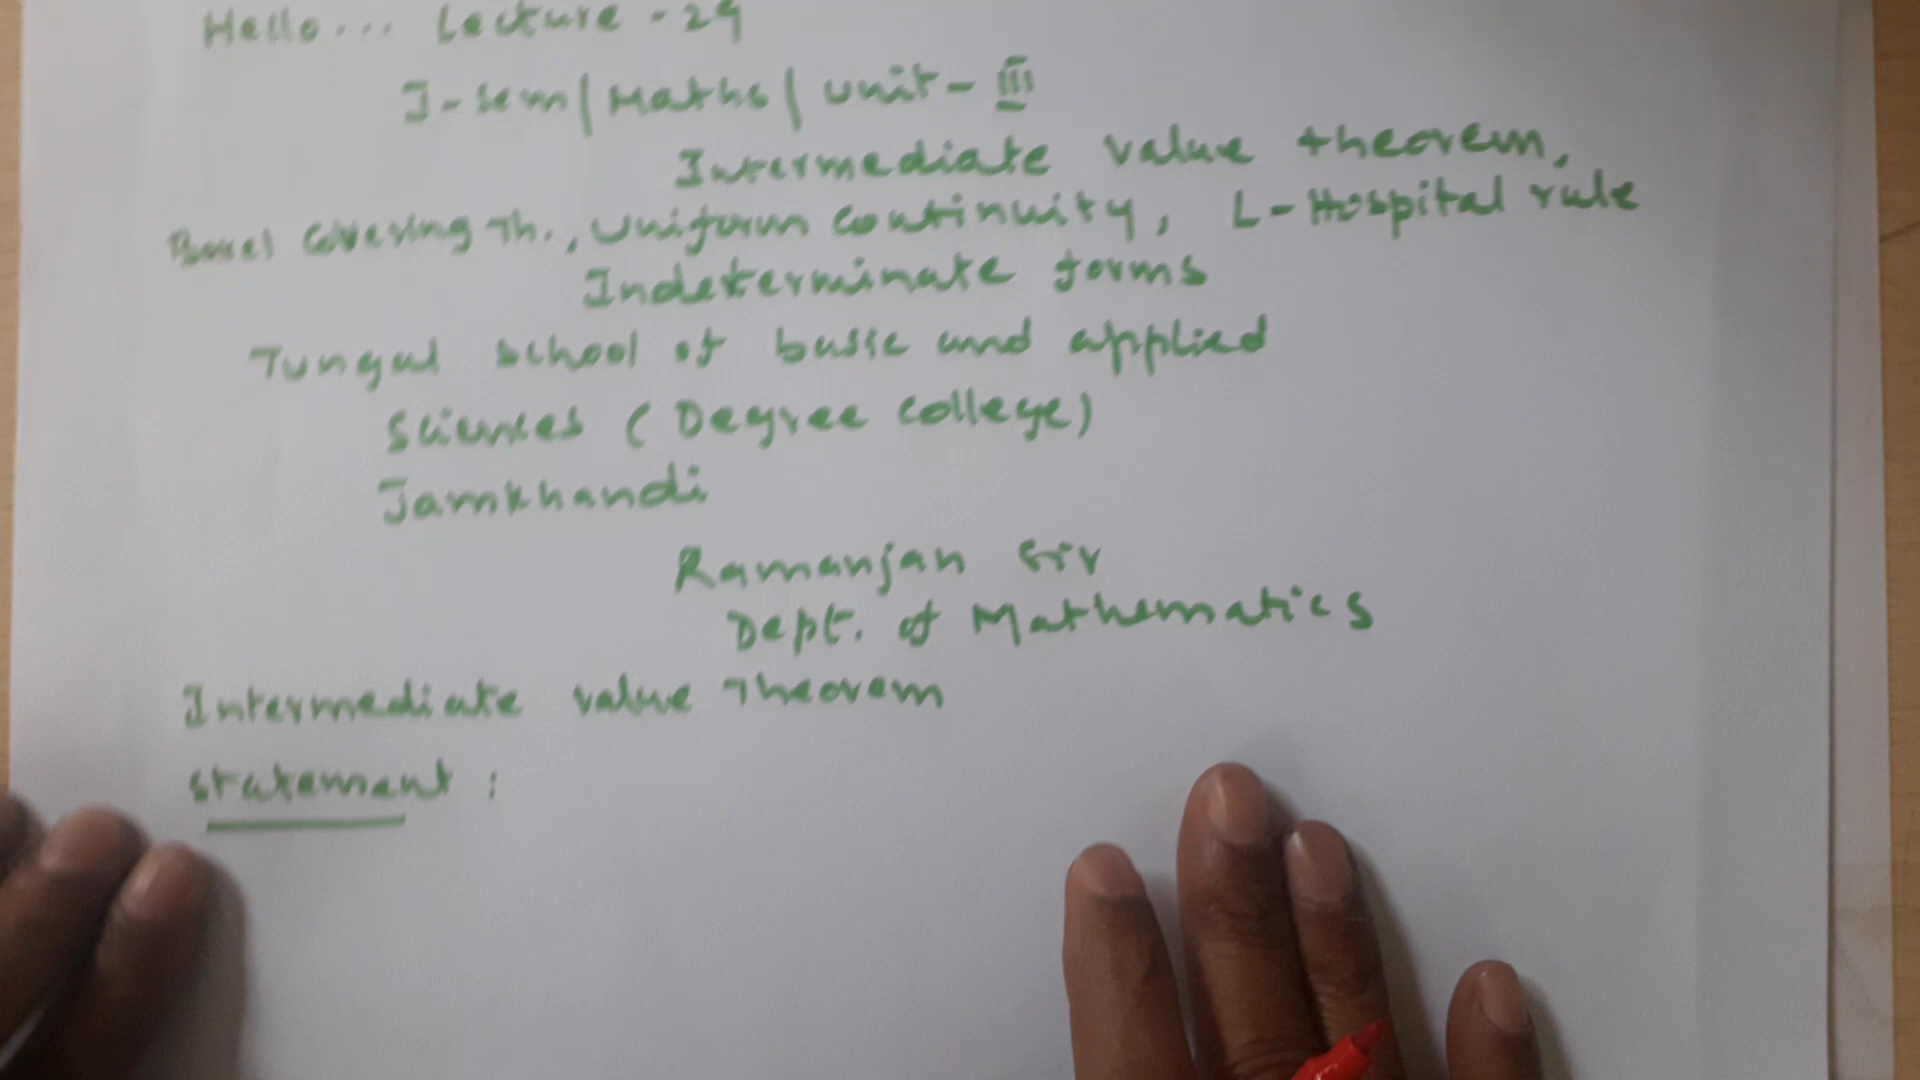 Hello... Lecture - 29
I-sem | Maths | unit - III
Intermediate value theorem,
Borel Covering Th., uniform continuity, L-Hospital rule
Indeterminate forms
Tungal school of basic and applied
Sciences (Degree college)
Jamkhandi
Ramanjan Sir
Dept. of Mathematics
Intermediate value Theorem
statement :